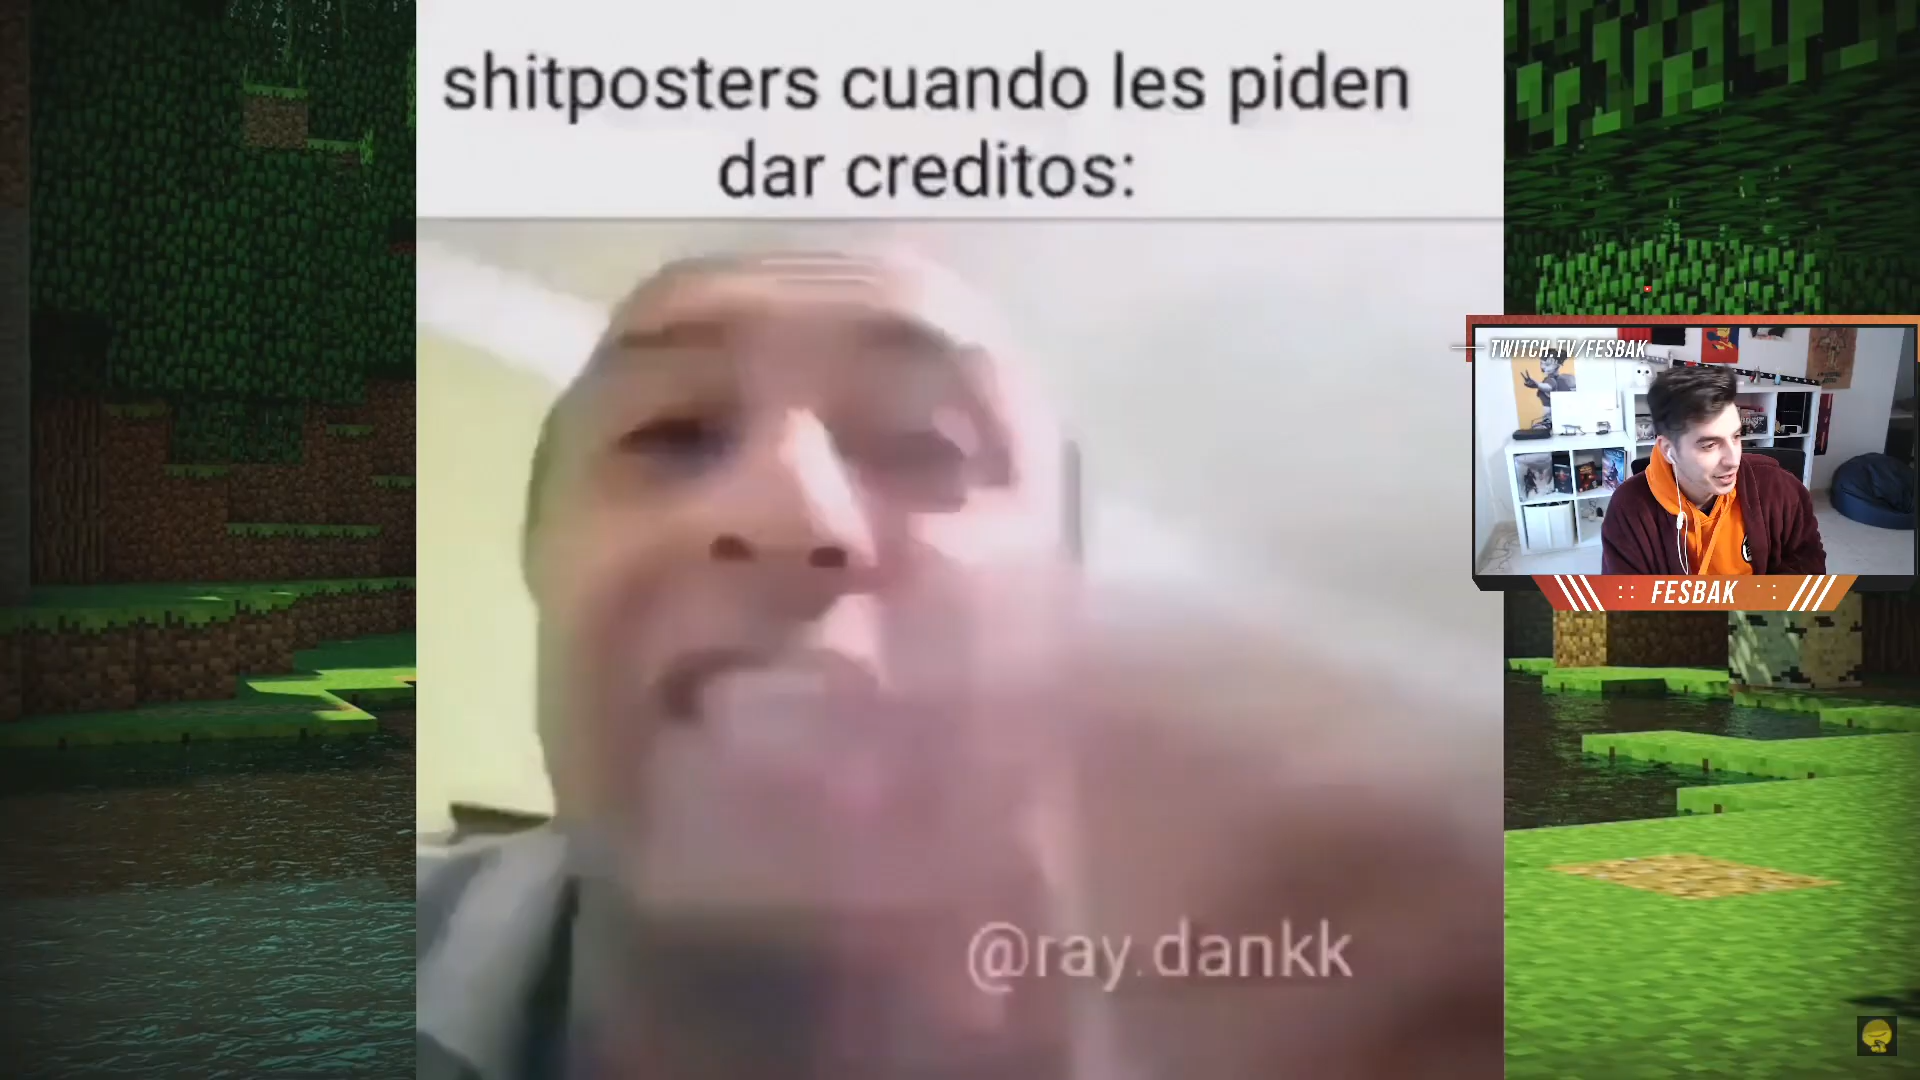 shitposters cuando les piden
dar creditos:
TWITCH.TV/FESBAK
:: FESBAK ::
@ray.dankk